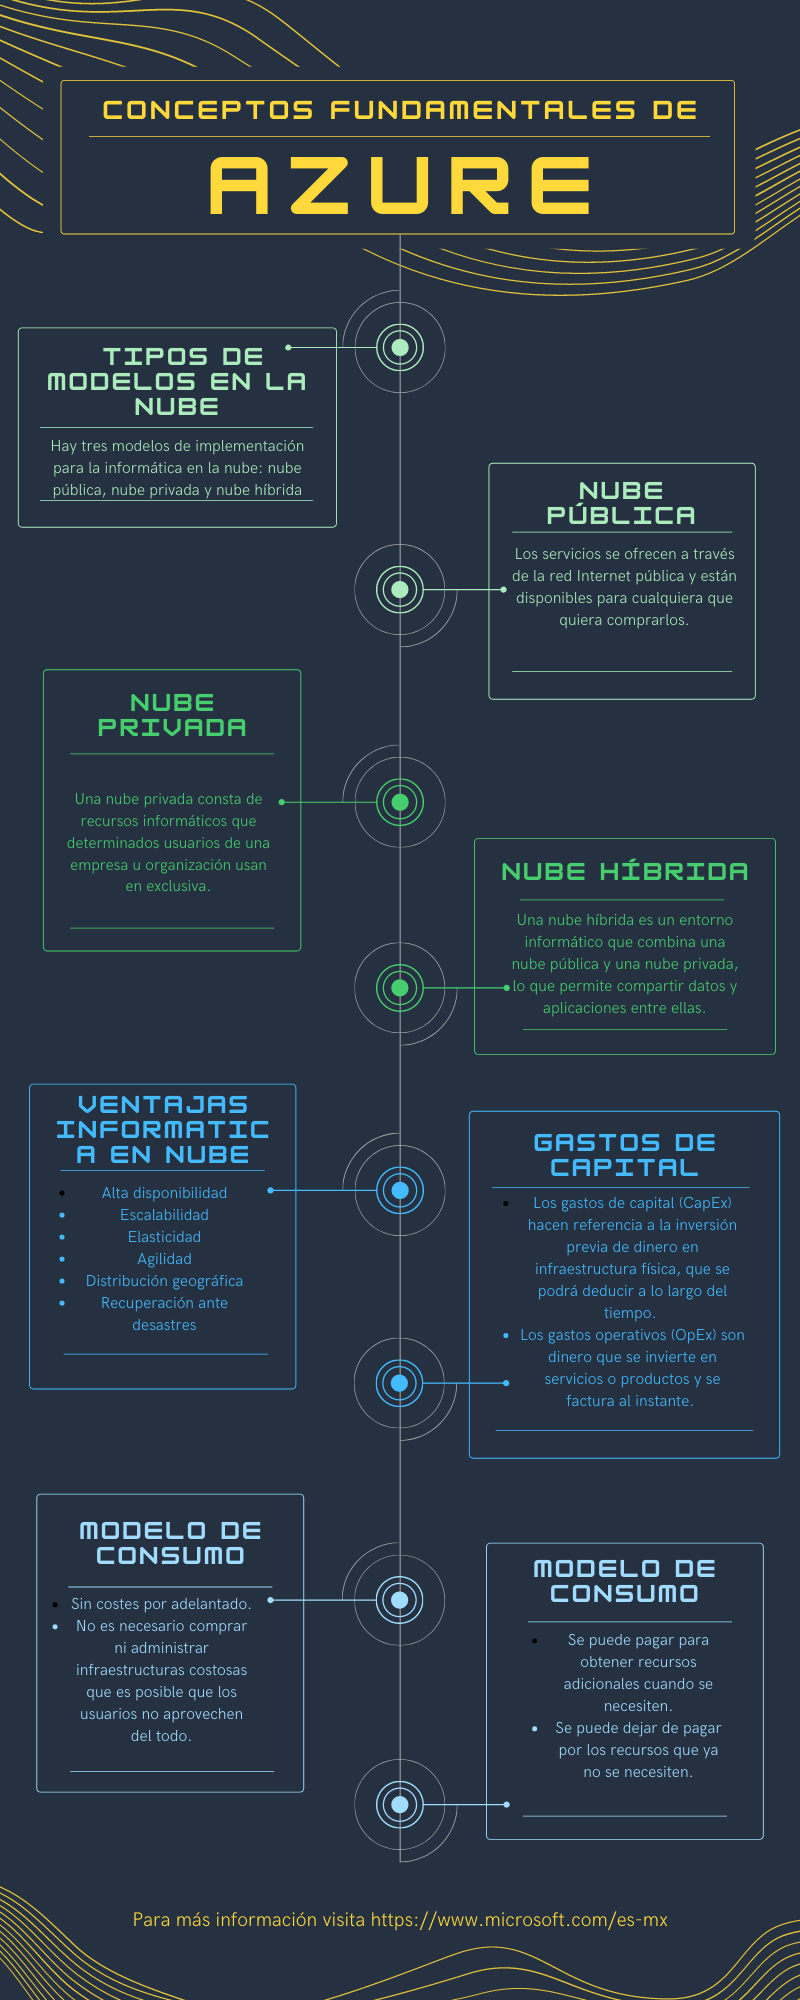 CONCEPTOS FUNDAMENTALES DE
AZURE
TIPOS DE
MODELOS EN LA
NUBE
Hay tres modelos de implementación
para la informática en la nube: nube
pública, nube privada y nube híbrida
NUBE
PÚBLICA
Los servicios se ofrecen a través
de la red Internet pública y están
disponibles para cualquiera que
quiera comprarlos.
NUBE
PRIVADA
Una nube privada consta de
recursos informáticos que
determinados usuarios de una
empresa u organización usan
en exclusiva.
NUBE HÍBRIDA
Una nube híbrida es un entorno
informático que combina una
nube pública y una nube privada,
lo que permite compartir datos y
aplicaciones entre ellas.
VENTAJAS
INFORMATIC
A EN NUBE
• Alta disponibilidad
• Escalabilidad
• Elasticidad
• Agilidad
• Distribución geográfica
• Recuperación ante
desastres
GASTOS DE
CAPITAL
• Los gastos de capital (CapEx)
hacen referencia a la inversión
previa de dinero en
infraestructura física, que se
podrá deducir a lo largo del
tiempo.
• Los gastos operativos (OpEx) son
dinero que se invierte en
servicios o productos y se
factura al instante.
MODELO DE
CONSUMO
• Sin costes por adelantado.
• No es necesario comprar
ni administrar
infraestructuras costosas
que es posible que los
usuarios no aprovechen
del todo.
MODELO DE
CONSUMO
• Se puede pagar para
obtener recursos
adicionales cuando se
necesiten.
• Se puede dejar de pagar
por los recursos que ya
no se necesiten.
Para más información visita https://www.microsoft.com/es-mx